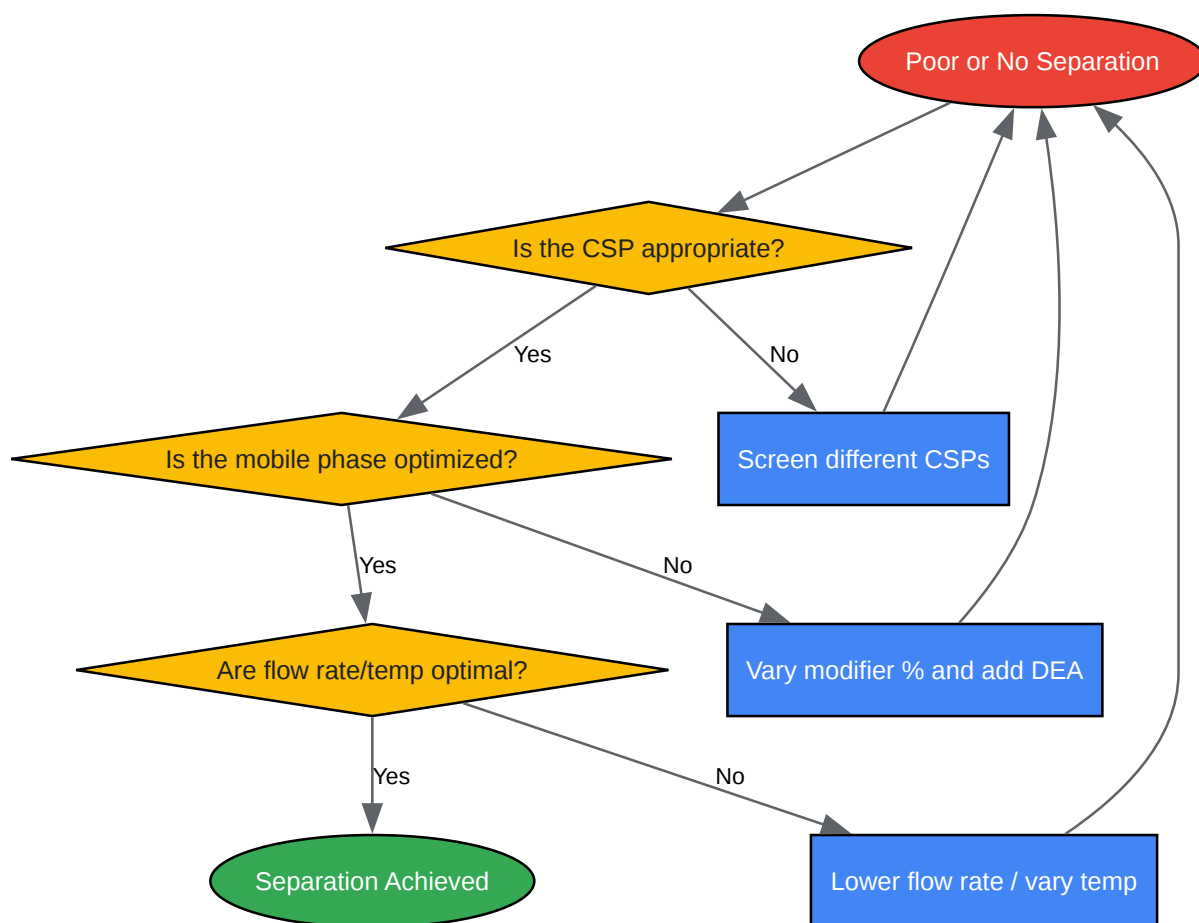 Poor or No Separation
Is the CSP appropriate?
Yes
No
Is the mobile phase optimized?
Screen different CSPs
Yes
No
Are flow rate/temp optimal?
Vary modifier % and add DEA
Yes
No
Separation Achieved
Lower flow rate / vary temp